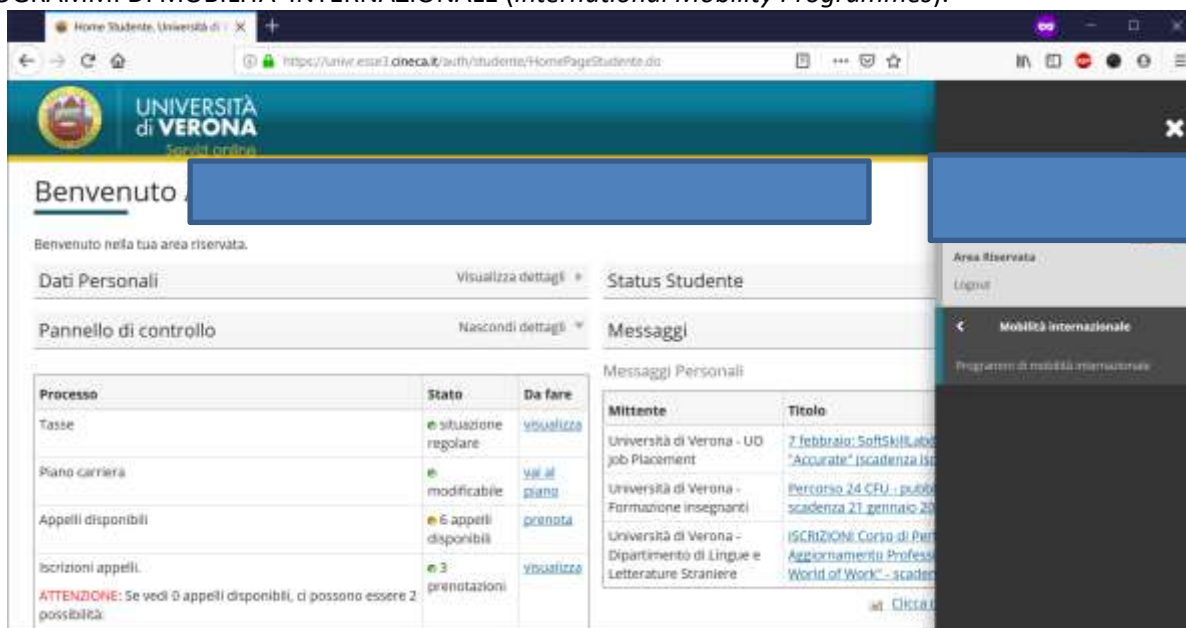 PROGRAMMI DI MOBILITÀ INTERNAZIONALE (International Mobility Programmes):
Home Studente, Università di
https://univr.esse3.cineca.it/auth/studente/HomePageStudente.do
UNIVERSITÀ
di VERONA
Servizi online
Benvenuto
Benvenuto nella tua area riservata.
Dati Personali
Visualizza dettagli
Status Studente
Pannello di controllo
Nascondi dettagli
Messaggi
Messaggi Personali
Processo Stato Da fare
Tasse situazione regolare visualizza
Piano carriera modificabile vai al piano
Appelli disponibili 6 appelli disponibili prenota
Iscrizioni appelli. 3 prenotazioni visualizza
ATTENZIONE: Se vedi 0 appelli disponibili, ci possono essere 2
possibilità:
Mittente Titolo
Università di Verona - UO
Job Placement
7 febbraio: SoftSkillLab
"Accurate" (scadenza
Università di Verona -
Formazione insegnanti
Percorso 24 CFU -
scadenza 21 gennaio
Università di Verona -
Dipartimento di Lingue e
Letterature Straniere
ISCRIZIONI Corso di
Aggiornamento
World of Work" -
Clicca
Area Riservata
Logout
Mobilità internazionale
Programmi di mobilità internazionale